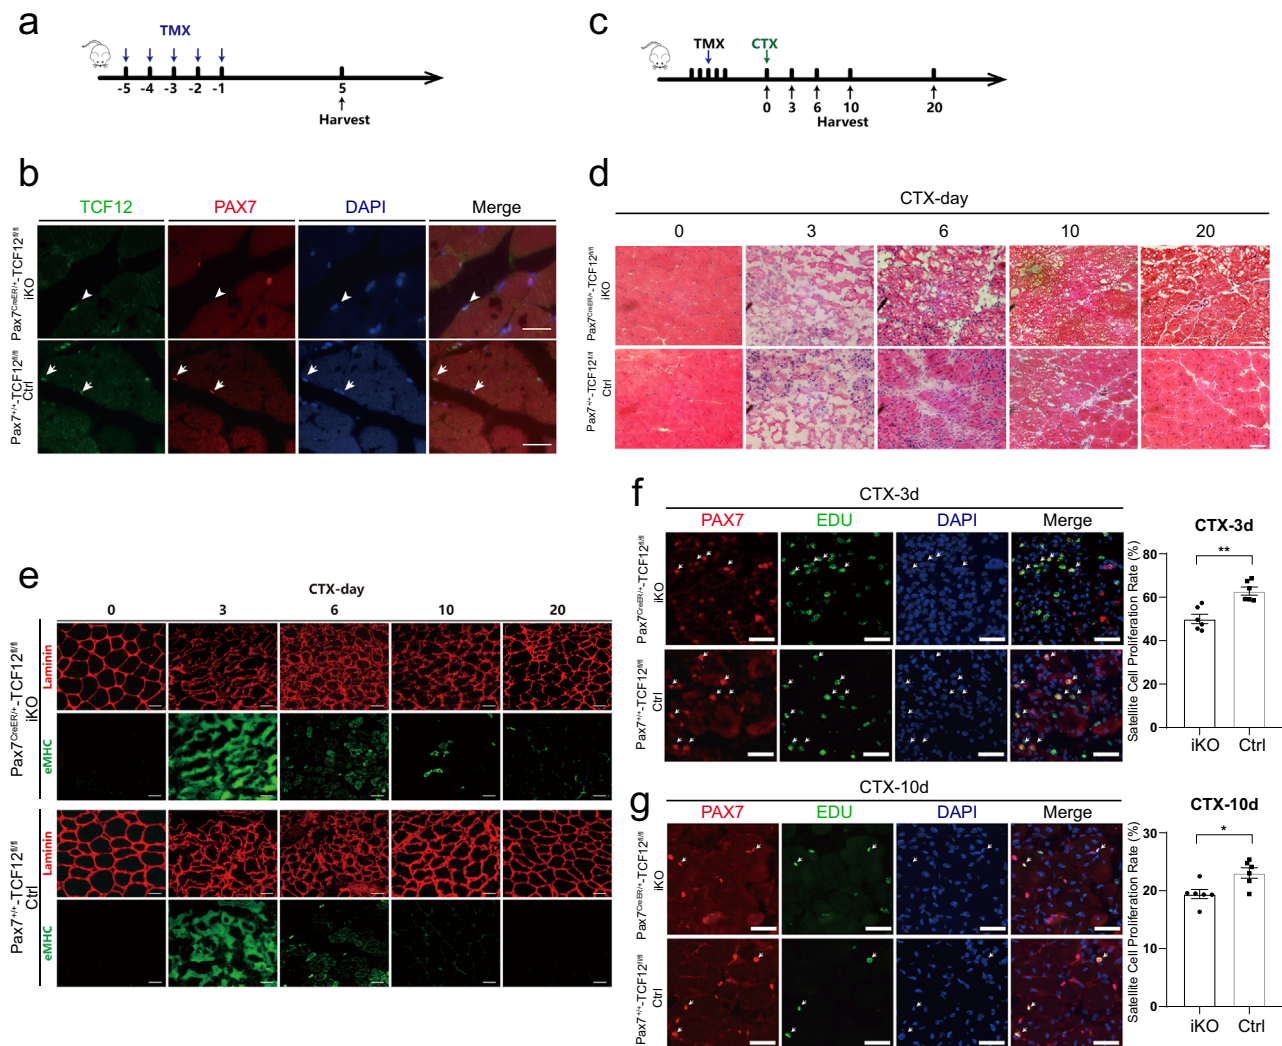 a
TMX
-5 -4 -3 -2 -1 5
Harvest
c
TMX CTX
0 3 6 10 20
Harvest
b
TCF12 PAX7 DAPI Merge
Pax7CreER/+-TCF12fl/fl
iKO
Pax7+/+-TCF12fl/fl
Ctrl
d
CTX-day
0 3 6 10 20
Pax7CreER/+-TCF12fl/fl
iKO
Pax7+/+-TCF12fl/fl
Ctrl
e
CTX-day
0 3 6 10 20
Pax7CreER/+-TCF12fl/fl
iKO
Laminin
eMHC
Pax7+/+-TCF12fl/fl
Ctrl
Laminin
eMHC
f
CTX-3d
PAX7 EDU DAPI Merge
Pax7CreER/+-TCF12fl/fl
iKO
Pax7+/+-TCF12fl/fl
Ctrl
CTX-3d
Satellite Cell Proliferation Rate (%)
80
60
40
20
0
**
iKO Ctrl
g
CTX-10d
PAX7 EDU DAPI Merge
Pax7CreER/+-TCF12fl/fl
iKO
Pax7+/+-TCF12fl/fl
Ctrl
CTX-10d
Satellite Cell Proliferation Rate (%)
30
20
10
0
*
iKO Ctrl